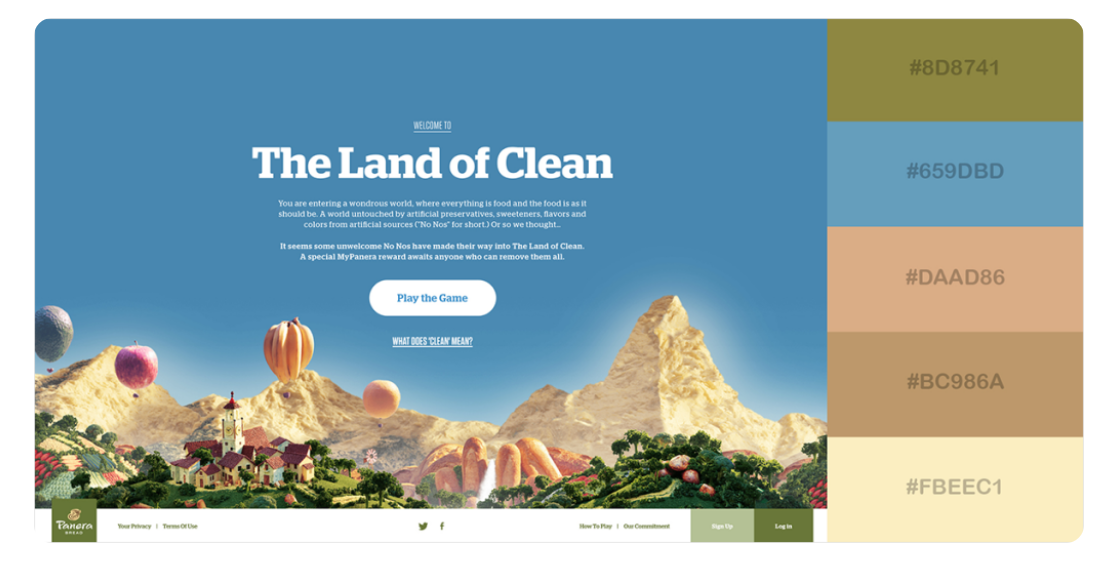 WELCOME TO
The Land of Clean
You are entering a wondrous world, where everything is food and the food is as it
should be. A world untouched by artificial preservatives, sweeteners, flavors and
colors from artificial sources ("No Nos" for short.) Or so we thought...
It seems some unwelcome No Nos have made their way into The Land of Clean.
A special MyPanera reward awaits anyone who can remove them all.
Play the Game
WHAT DOES 'CLEAN' MEAN?
Panera
BREAD
Your Privacy | Terms Of Use
How To Play | Our Commitment
Sign Up
Log in
#8D8741
#659DBD
#DAAD86
#BC986A
#FBEEC1